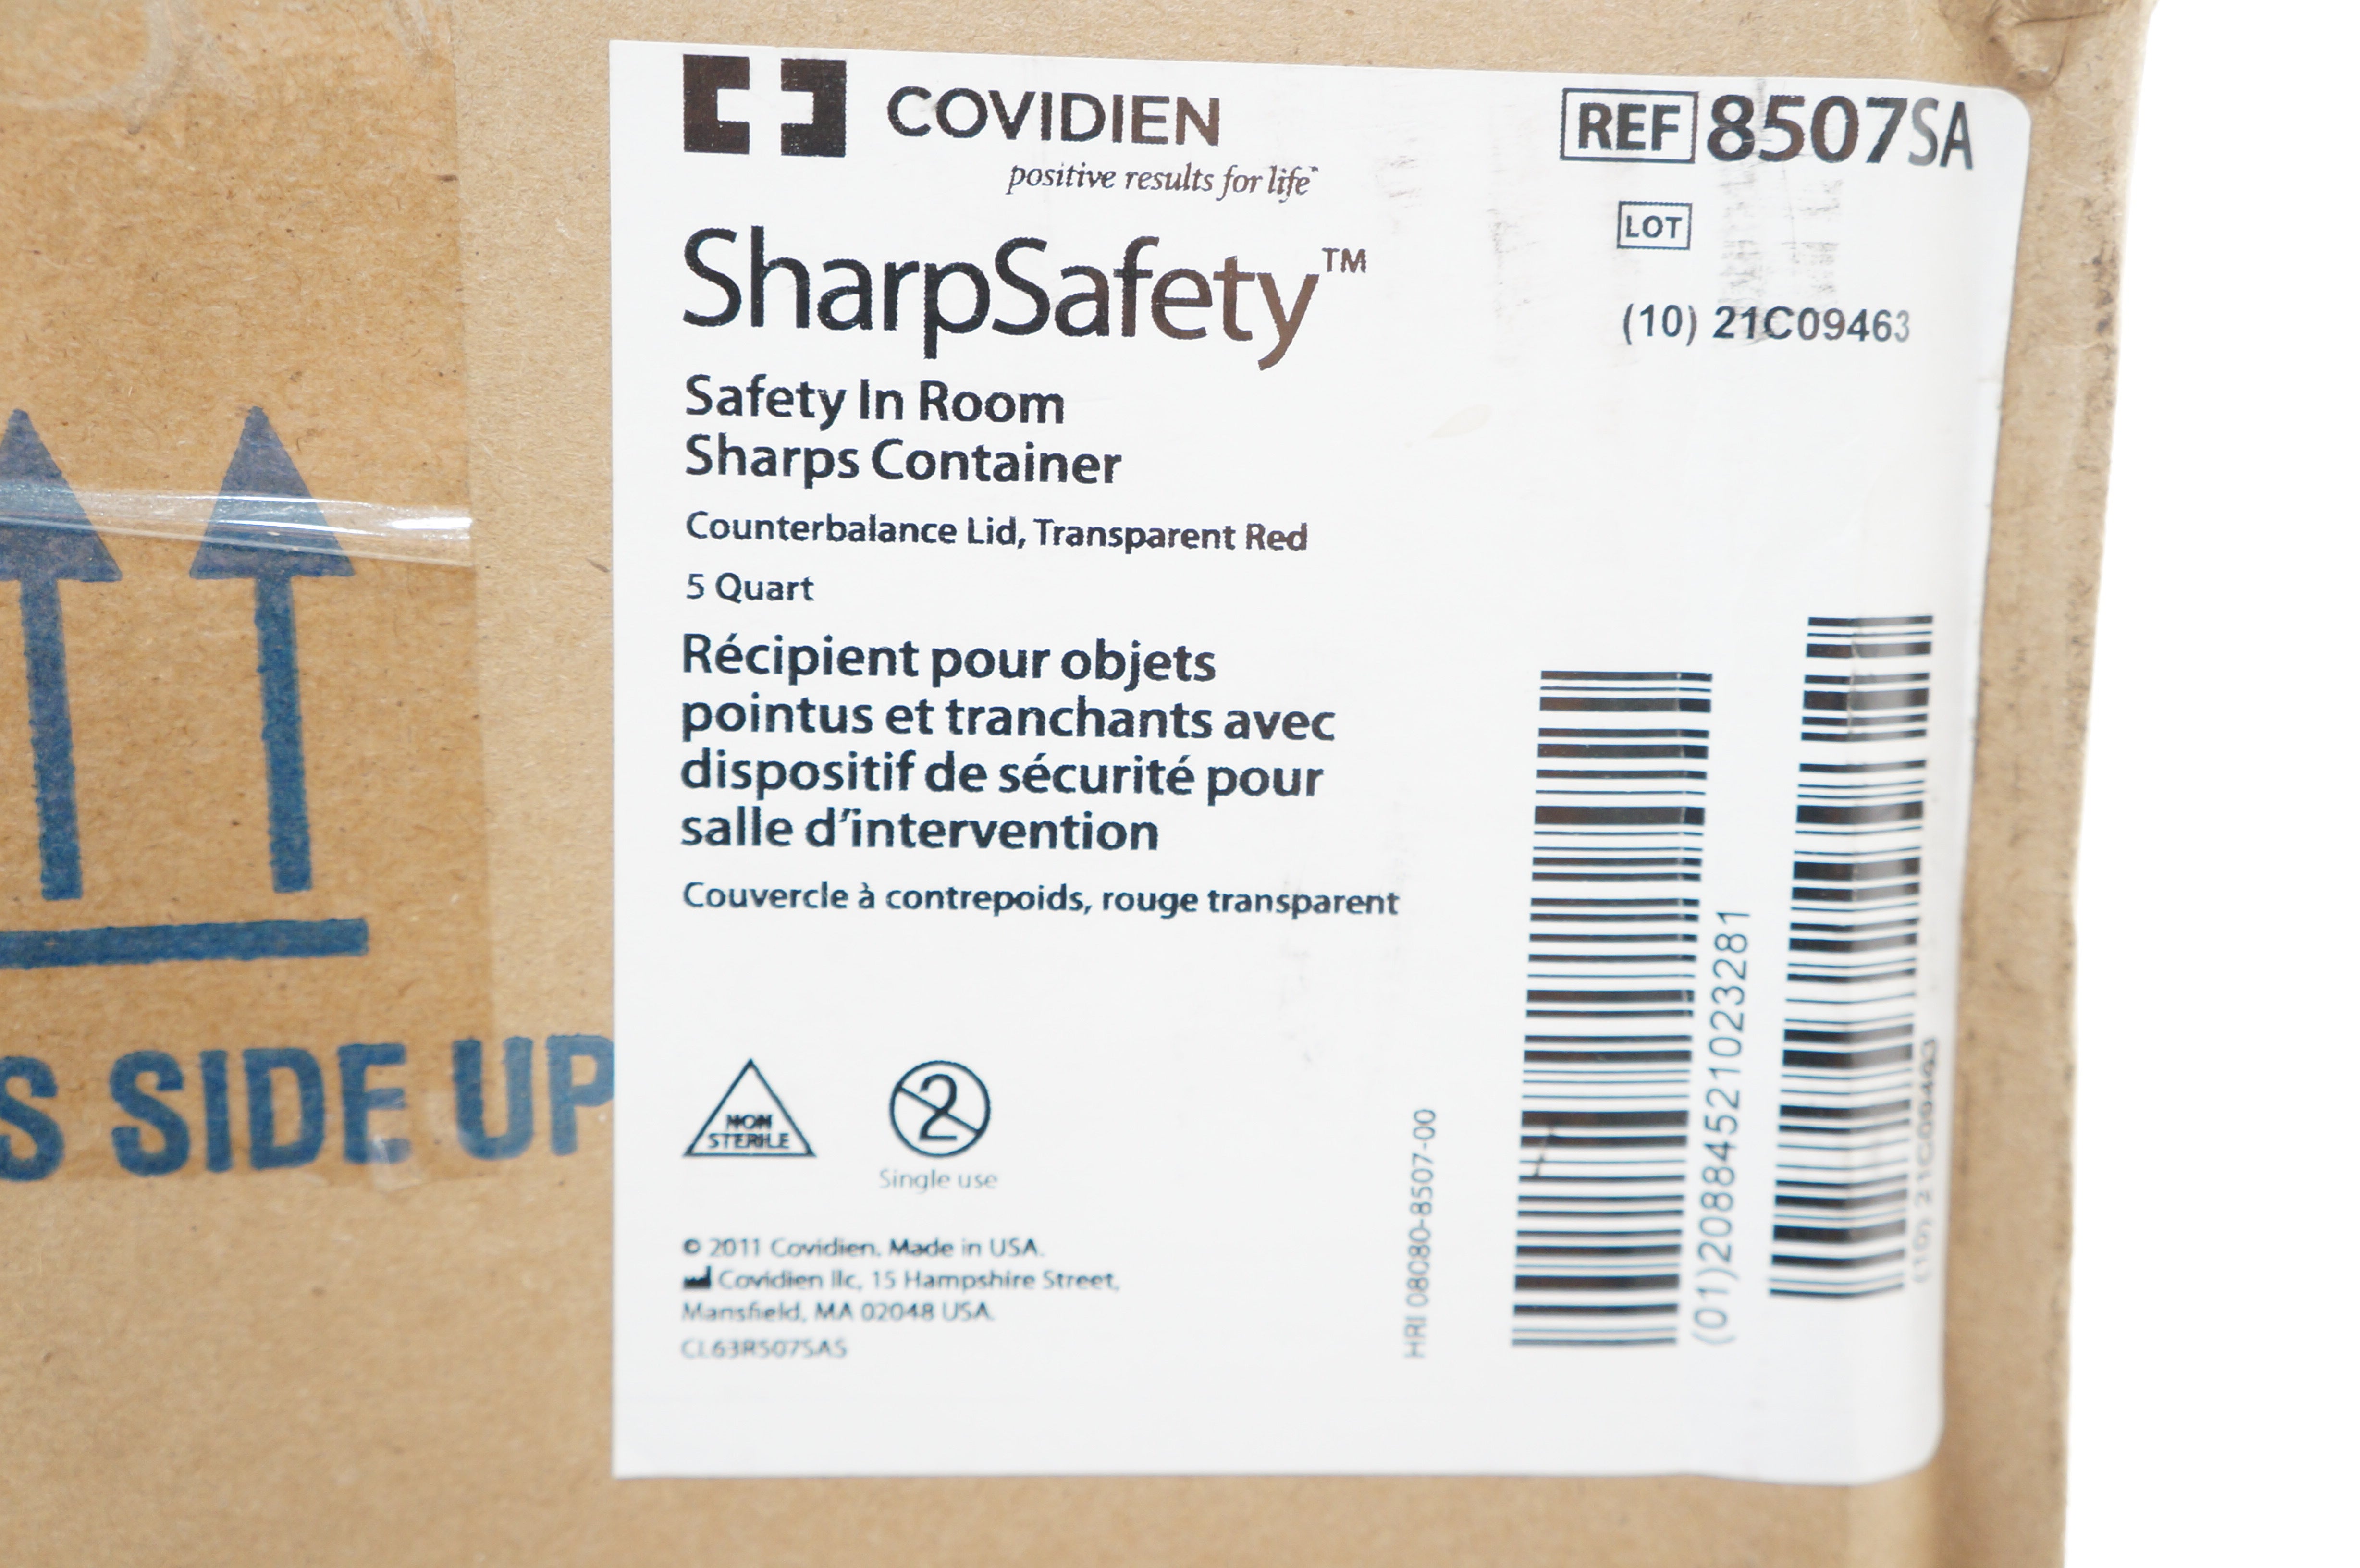 COVIDIEN
positive results for life™
REF 8507SA
LOT
(10) 21C09463
SharpSafety™
Safety In Room
Sharps Container
Counterbalance Lid, Transparent Red
5 Quart
Récipient pour objets
pointus et tranchants avec
dispositif de sécurité pour
salle d'intervention
Couvercle à contrepoids, rouge transparent
NON
STERILE
2
Single use
© 2011 Covidien. Made in USA.
Covidien llc, 15 Hampshire Street,
Mansfield, MA 02048 USA.
HRI 08080-8507-00
(01)20884521023281
(10) 21C09463
S SIDE UP